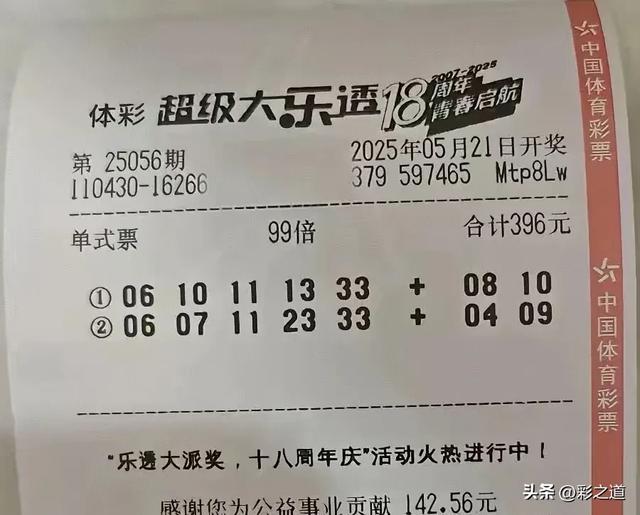 体彩 超级大乐透 18周年 2007-2025 青春启航
第 25056期 2025年05月21日开奖
110430-16266 379 597465 Mtp8Lw
单式票 99倍 合计396元
① 06 10 11 13 33 + 08 10
② 06 07 11 23 33 + 04 09
“乐透大派奖，十八周年庆”活动火热进行中！
感谢您为公益事业贡献 142.56元
中国体育彩票
中国体育彩票
头条 @彩之道